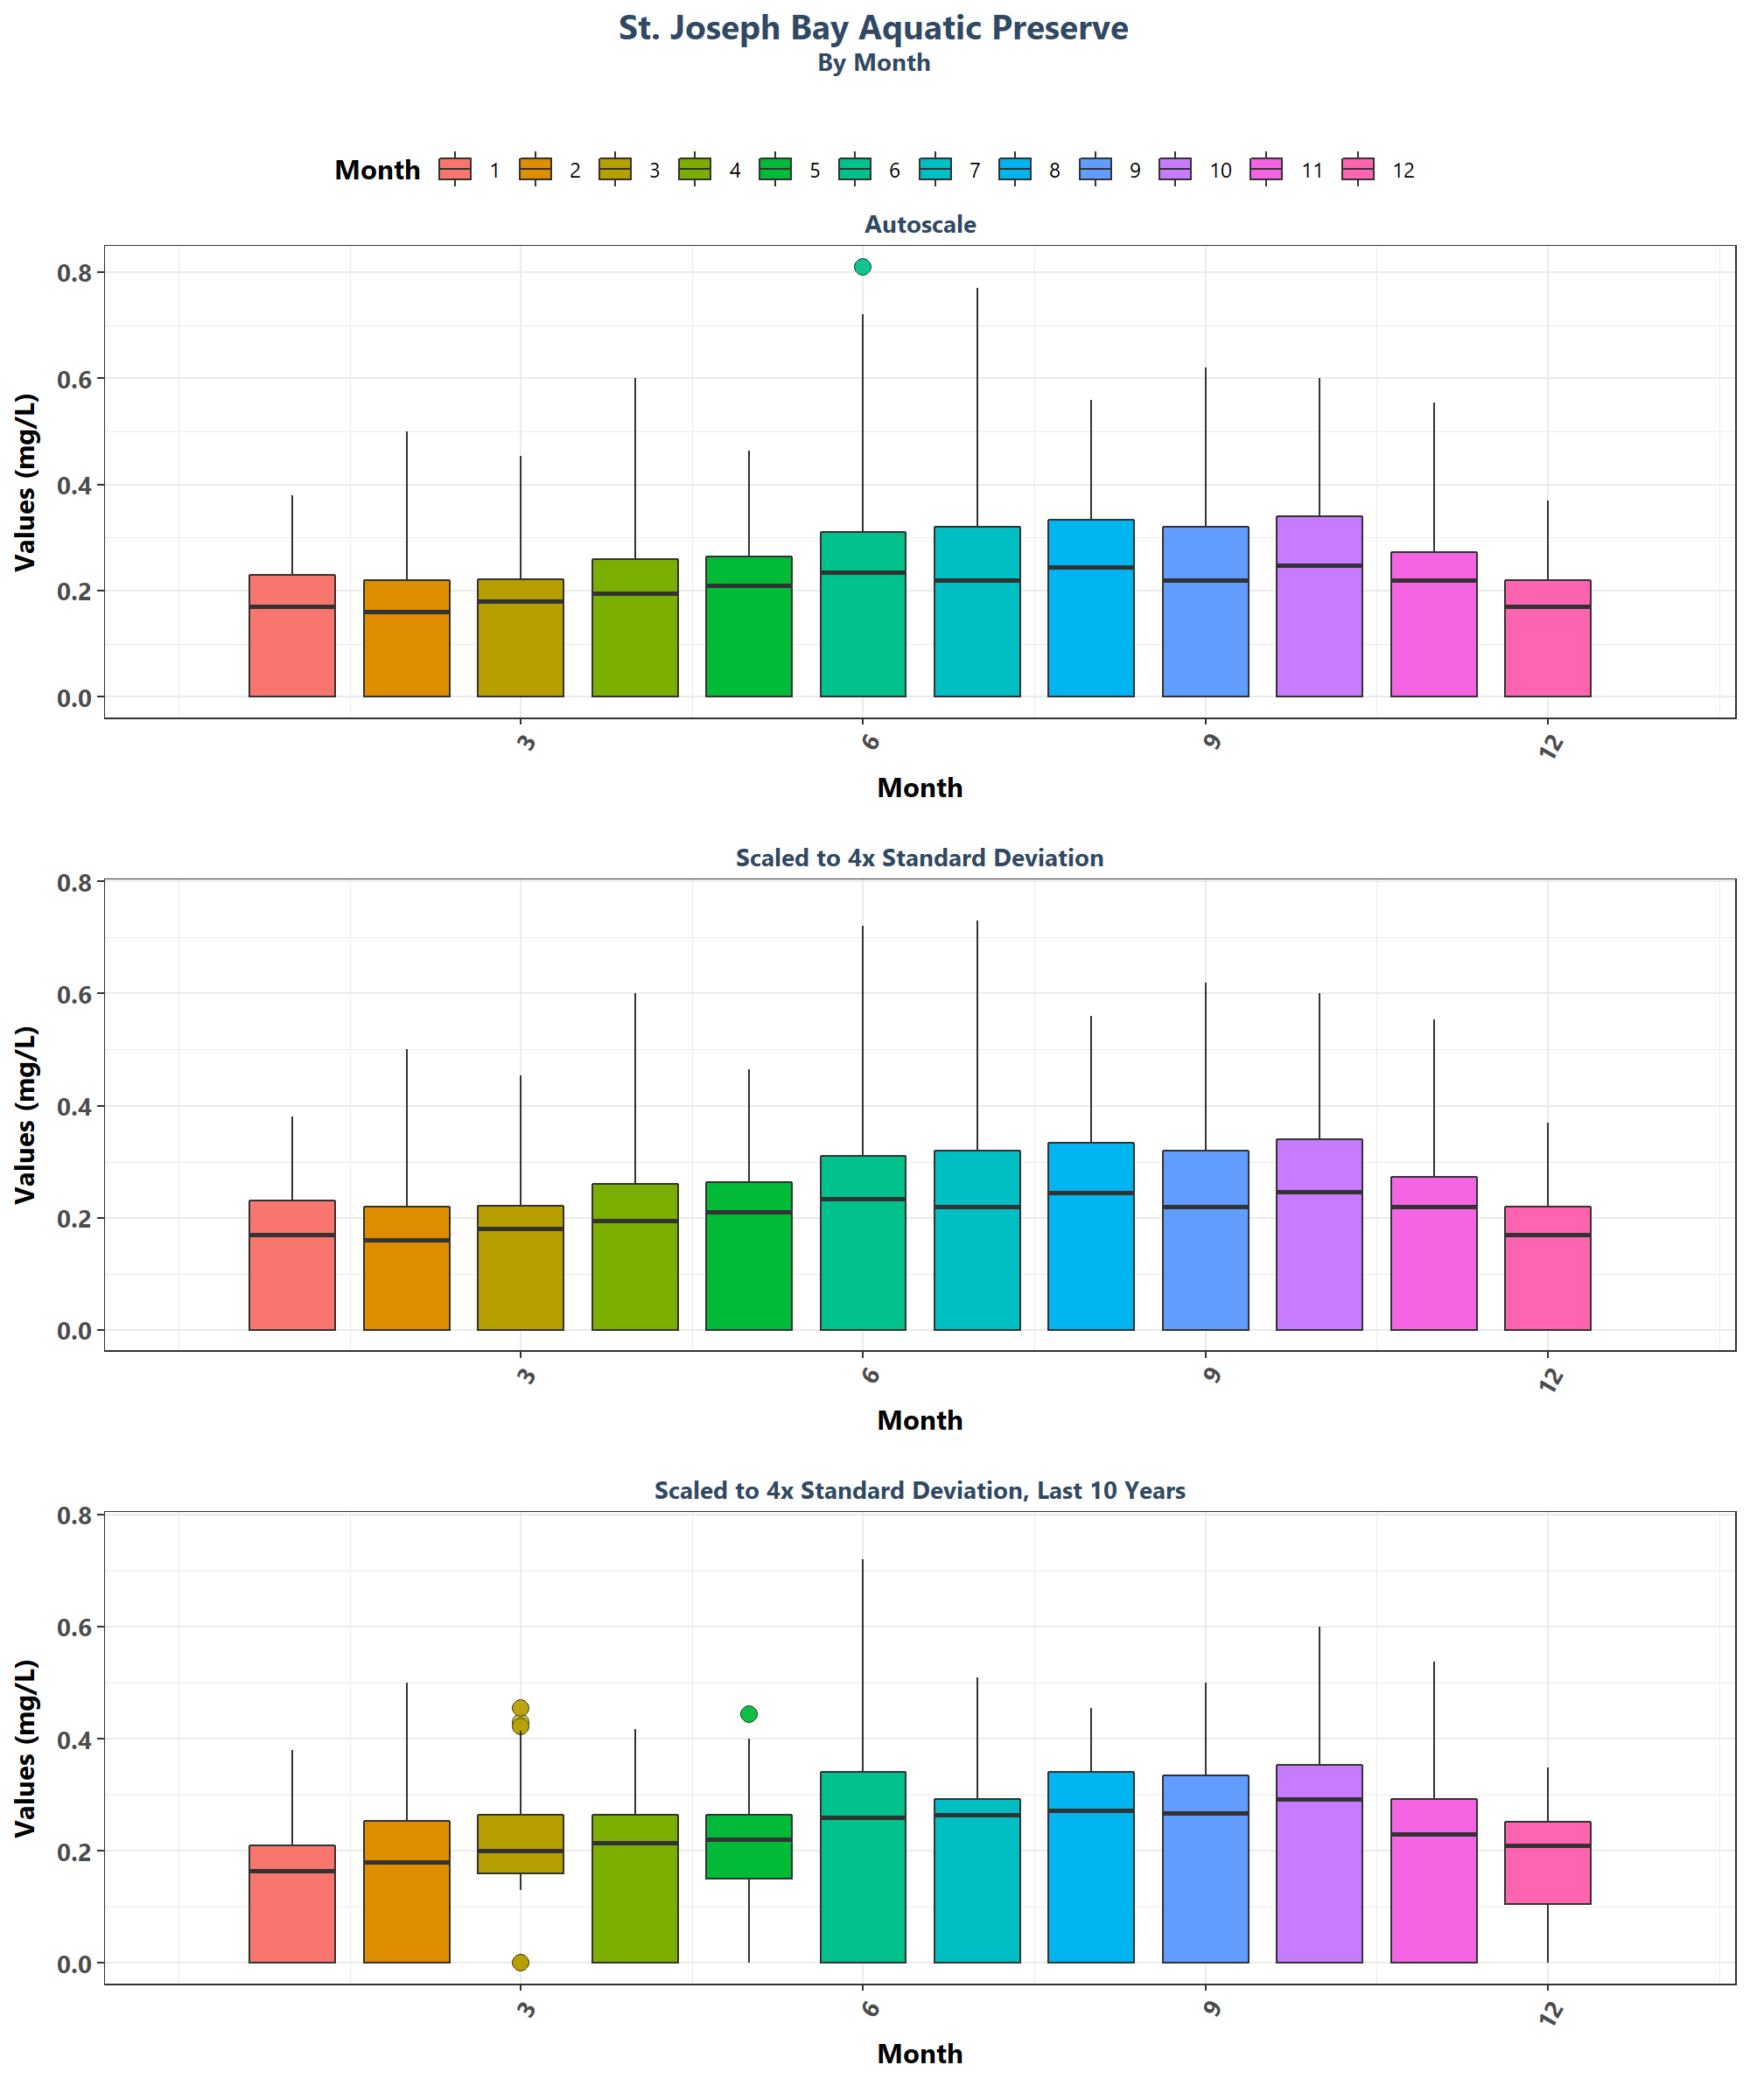 St. Joseph Bay Aquatic Preserve
By Month
Month 1 2 3 4 5 6 7 8 9 10 11 12
Autoscale
Values (mg/L)
0.8
0.6
0.4
0.2
0.0
3 6 9 12
Month
Scaled to 4x Standard Deviation
Values (mg/L)
0.8
0.6
0.4
0.2
0.0
3 6 9 12
Month
Scaled to 4x Standard Deviation, Last 10 Years
Values (mg/L)
0.8
0.6
0.4
0.2
0.0
3 6 9 12
Month